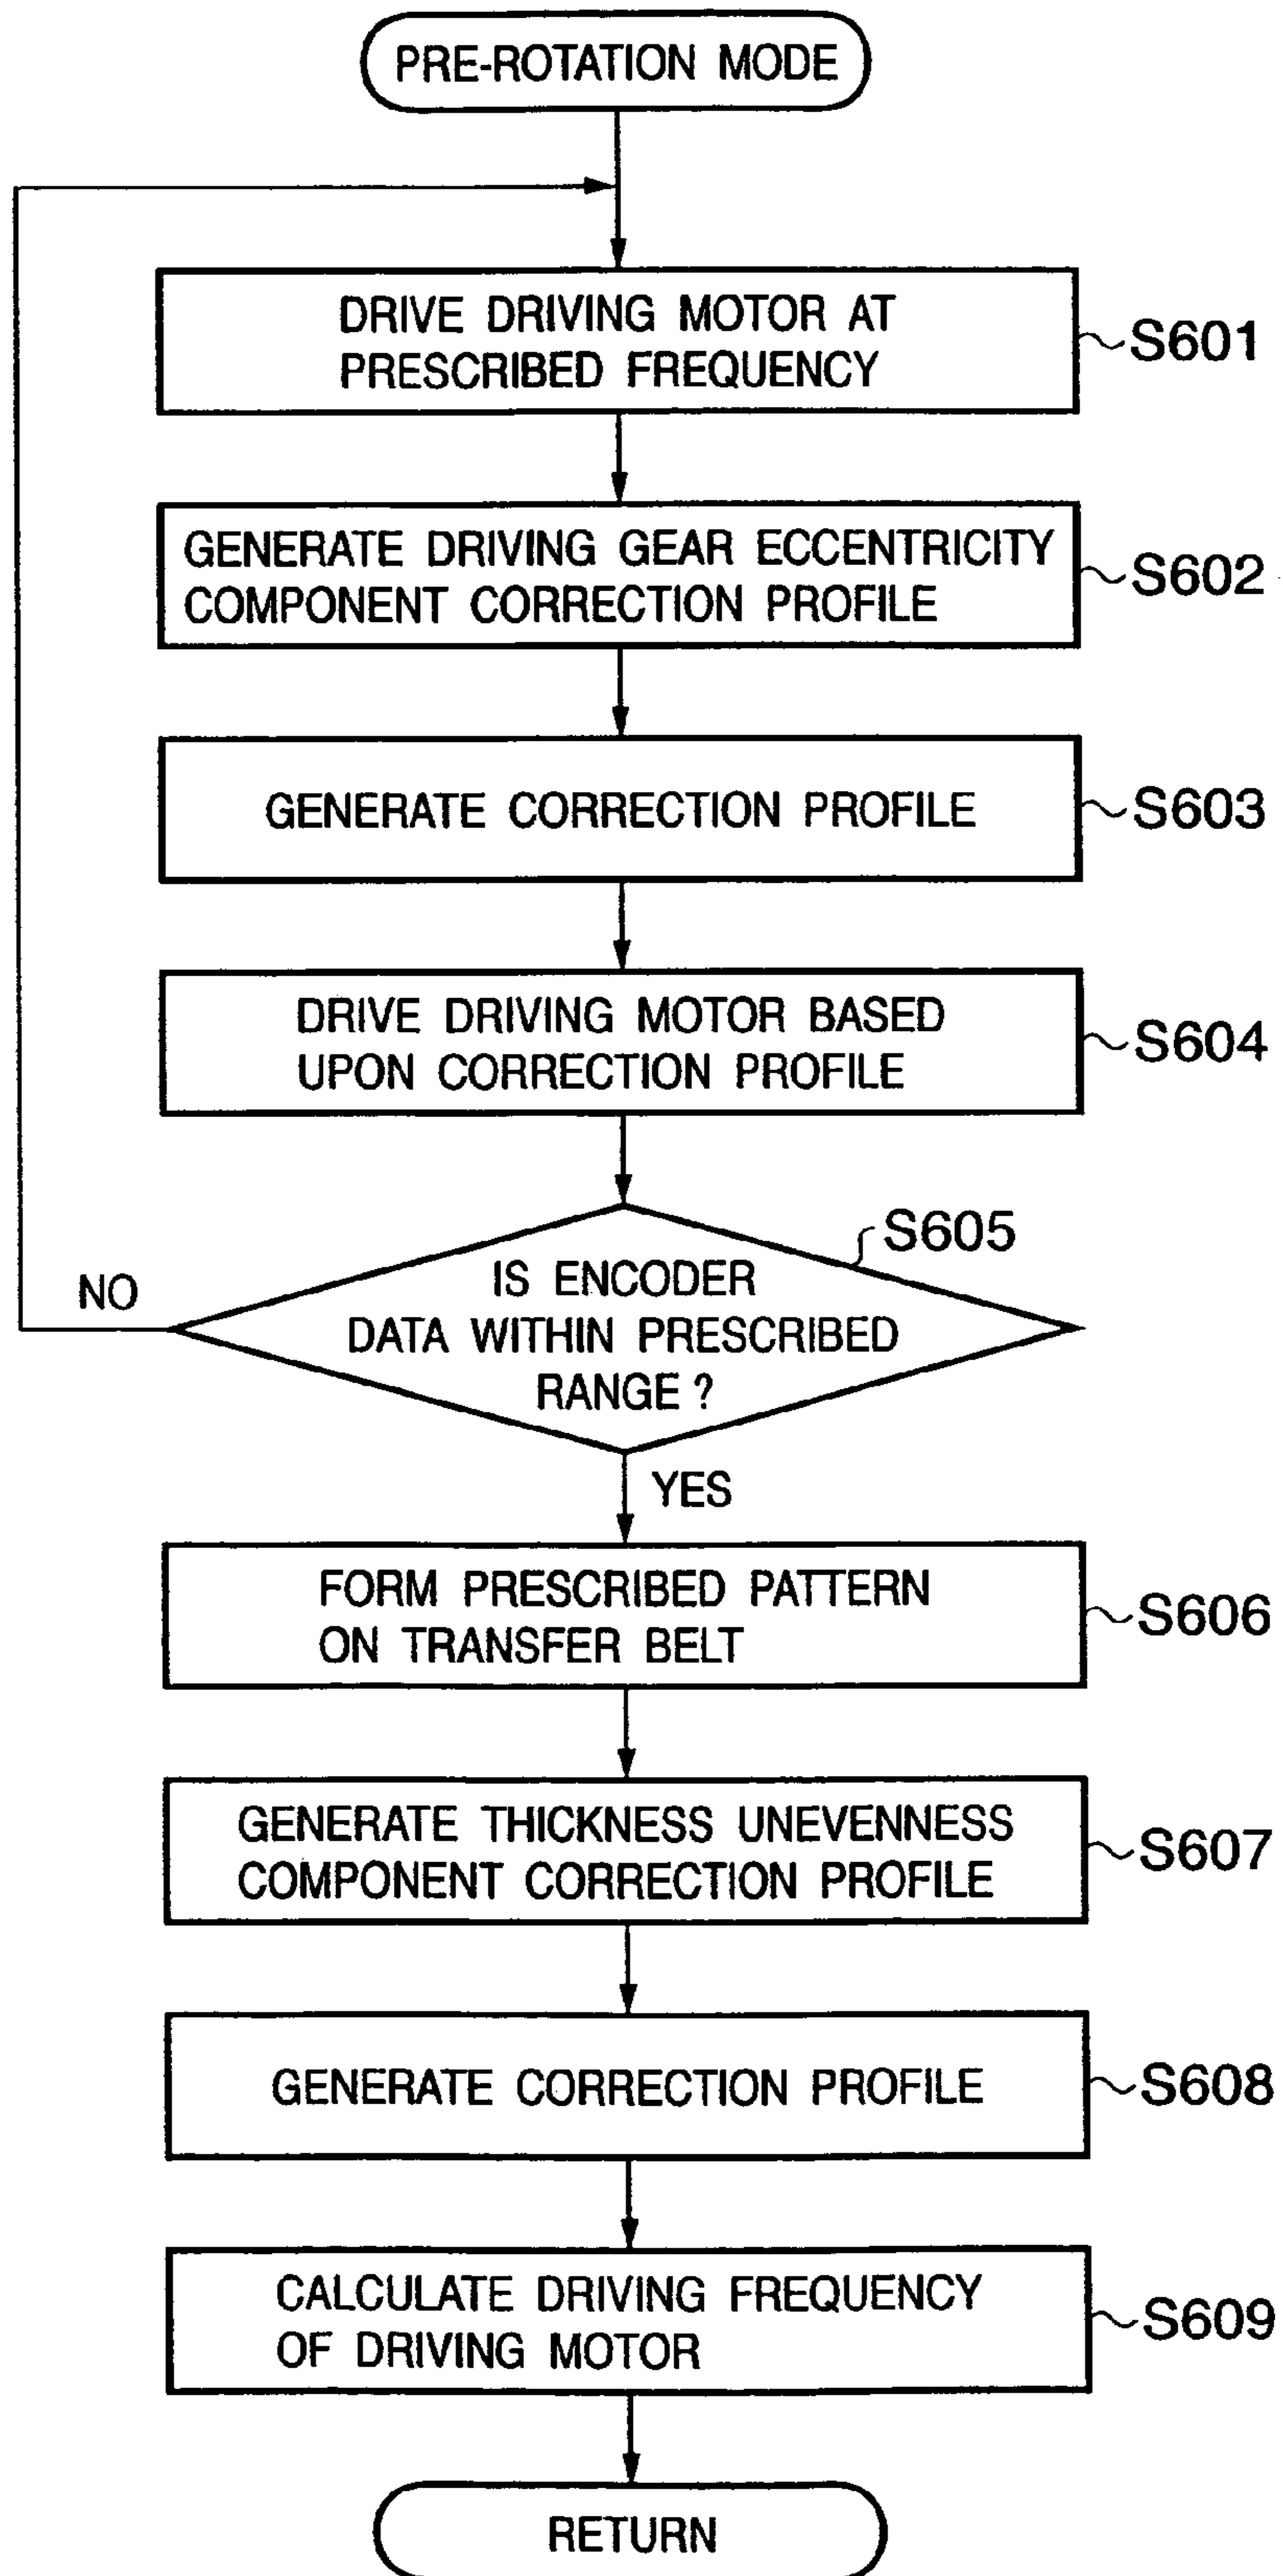 PRE-ROTATION MODE
DRIVE DRIVING MOTOR AT
PRESCRIBED FREQUENCY
S601
GENERATE DRIVING GEAR ECCENTRICITY
COMPONENT CORRECTION PROFILE
S602
GENERATE CORRECTION PROFILE
S603
DRIVE DRIVING MOTOR BASED
UPON CORRECTION PROFILE
S604
S605
IS ENCODER
DATA WITHIN PRESCRIBED
RANGE ?
NO
YES
FORM PRESCRIBED PATTERN
ON TRANSFER BELT
S606
GENERATE THICKNESS UNEVENNESS
COMPONENT CORRECTION PROFILE
S607
GENERATE CORRECTION PROFILE
S608
CALCULATE DRIVING FREQUENCY
OF DRIVING MOTOR
S609
RETURN